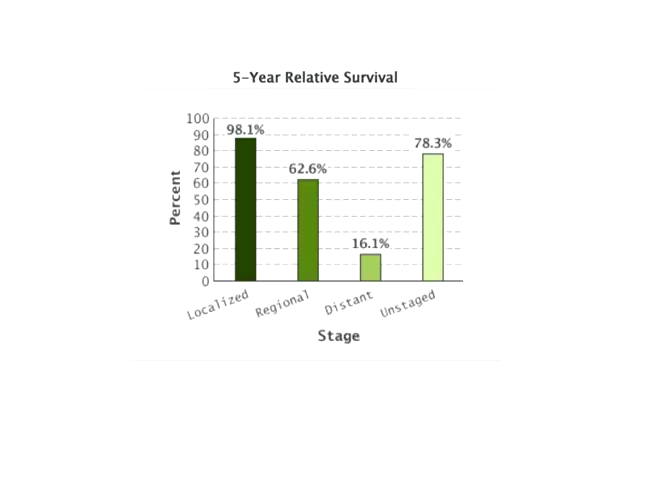 5-Year Relative Survival
100
90
80
70
60
50
40
30
20
10
0
Percent
98.1%
62.6%
16.1%
78.3%
Localized
Regional
Distant
Unstaged
Stage